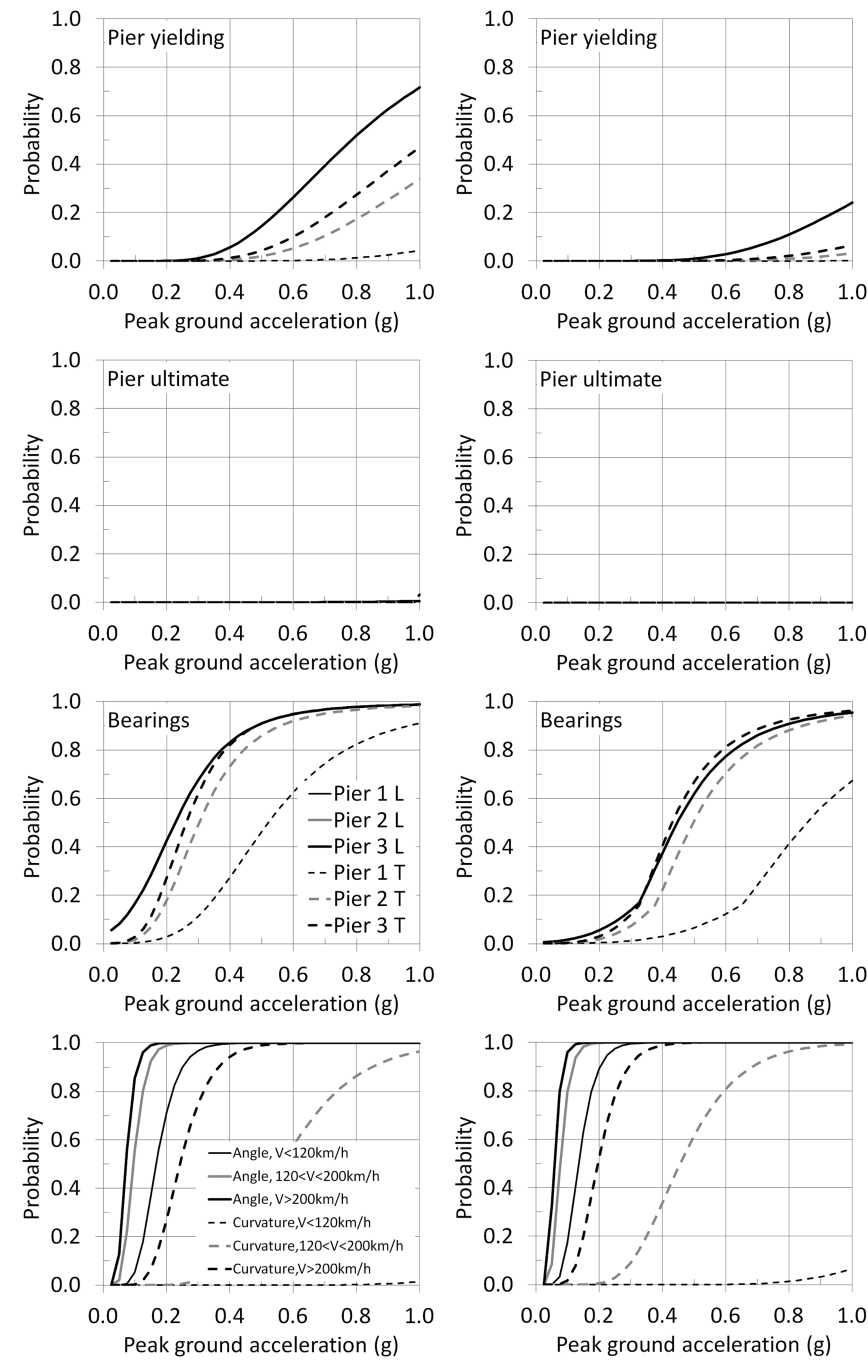 Pier yielding
Probability
1.0
0.8
0.6
0.4
0.2
0.0
0.0 0.2 0.4 0.6 0.8 1.0
Peak ground acceleration (g)
Pier yielding
Probability
1.0
0.8
0.6
0.4
0.2
0.0
0.0 0.2 0.4 0.6 0.8 1.0
Peak ground acceleration (g)
Pier ultimate
Probability
1.0
0.8
0.6
0.4
0.2
0.0
0.0 0.2 0.4 0.6 0.8 1.0
Peak ground acceleration (g)
Pier ultimate
Probability
1.0
0.8
0.6
0.4
0.2
0.0
0.0 0.2 0.4 0.6 0.8 1.0
Peak ground acceleration (g)
Bearings
Probability
1.0
0.8
0.6
0.4
0.2
0.0
Pier 1 L
Pier 2 L
Pier 3 L
Pier 1 T
Pier 2 T
Pier 3 T
0.0 0.2 0.4 0.6 0.8 1.0
Peak ground acceleration (g)
Bearings
Probability
1.0
0.8
0.6
0.4
0.2
0.0
0.0 0.2 0.4 0.6 0.8 1.0
Peak ground acceleration (g)
Probability
1.0
0.8
0.6
0.4
0.2
0.0
Angle, V<120km/h
Angle, 120<V<200km/h
Angle, V>200km/h
Curvature,V<120km/h
Curvature,120<V<200km/h
Curvature,V>200km/h
0.0 0.2 0.4 0.6 0.8 1.0
Peak ground acceleration (g)
Probability
1.0
0.8
0.6
0.4
0.2
0.0
0.0 0.2 0.4 0.6 0.8 1.0
Peak ground acceleration (g)